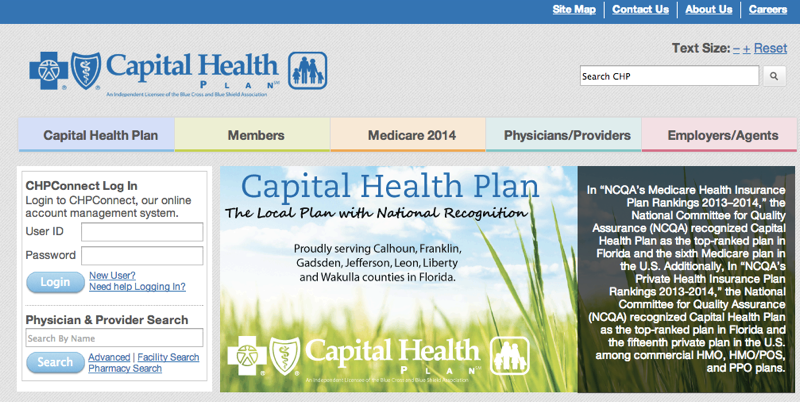 Site Map | Contact Us | About Us | Careers
Text Size: – + Reset
Capital Health
PLAN SM
An Independent Licensee of the Blue Cross and Blue Shield Association
Search CHP
Capital Health Plan
Members
Medicare 2014
Physicians/Providers
Employers/Agents
CHPConnect Log In
Login to CHPConnect, our online
account management system.
User ID
Password
Login
New User?
Need help Logging In?
Physician & Provider Search
Search By Name
Search
Advanced | Facility Search
Pharmacy Search
Capital Health Plan
The Local Plan with National Recognition
Proudly serving Calhoun, Franklin,
Gadsden, Jefferson, Leon, Liberty
and Wakulla counties in Florida.
Capital Health
PLAN
An Independent Licensee of the Blue Cross and Blue Shield Association
In “NCQA’s Medicare Health Insurance
Plan Rankings 2013–2014,” the
National Committee for Quality
Assurance (NCQA) recognized Capital
Health Plan as the top-ranked plan in
Florida and the sixth Medicare plan in
the U.S. Additionally, In “NCQA’s
Private Health Insurance Plan
Rankings 2013-2014,” the National
Committee for Quality Assurance
(NCQA) recognized Capital Health Plan
as the top-ranked plan in Florida and
the fifteenth private plan in the U.S.
among commercial HMO, HMO/POS,
and PPO plans.